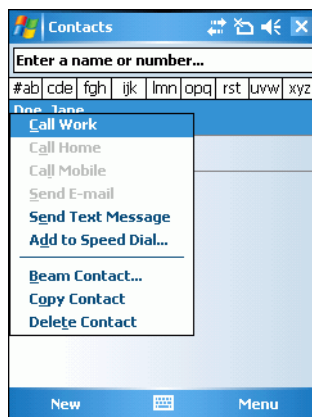 Contacts
Enter a name or number...
#ab cde fgh ijk lmn opq rst uvw xyz
Doe, Jane
Call Work
Call Home
Call Mobile
Send E-mail
Send Text Message
Add to Speed Dial...
Beam Contact...
Copy Contact
Delete Contact
New Menu